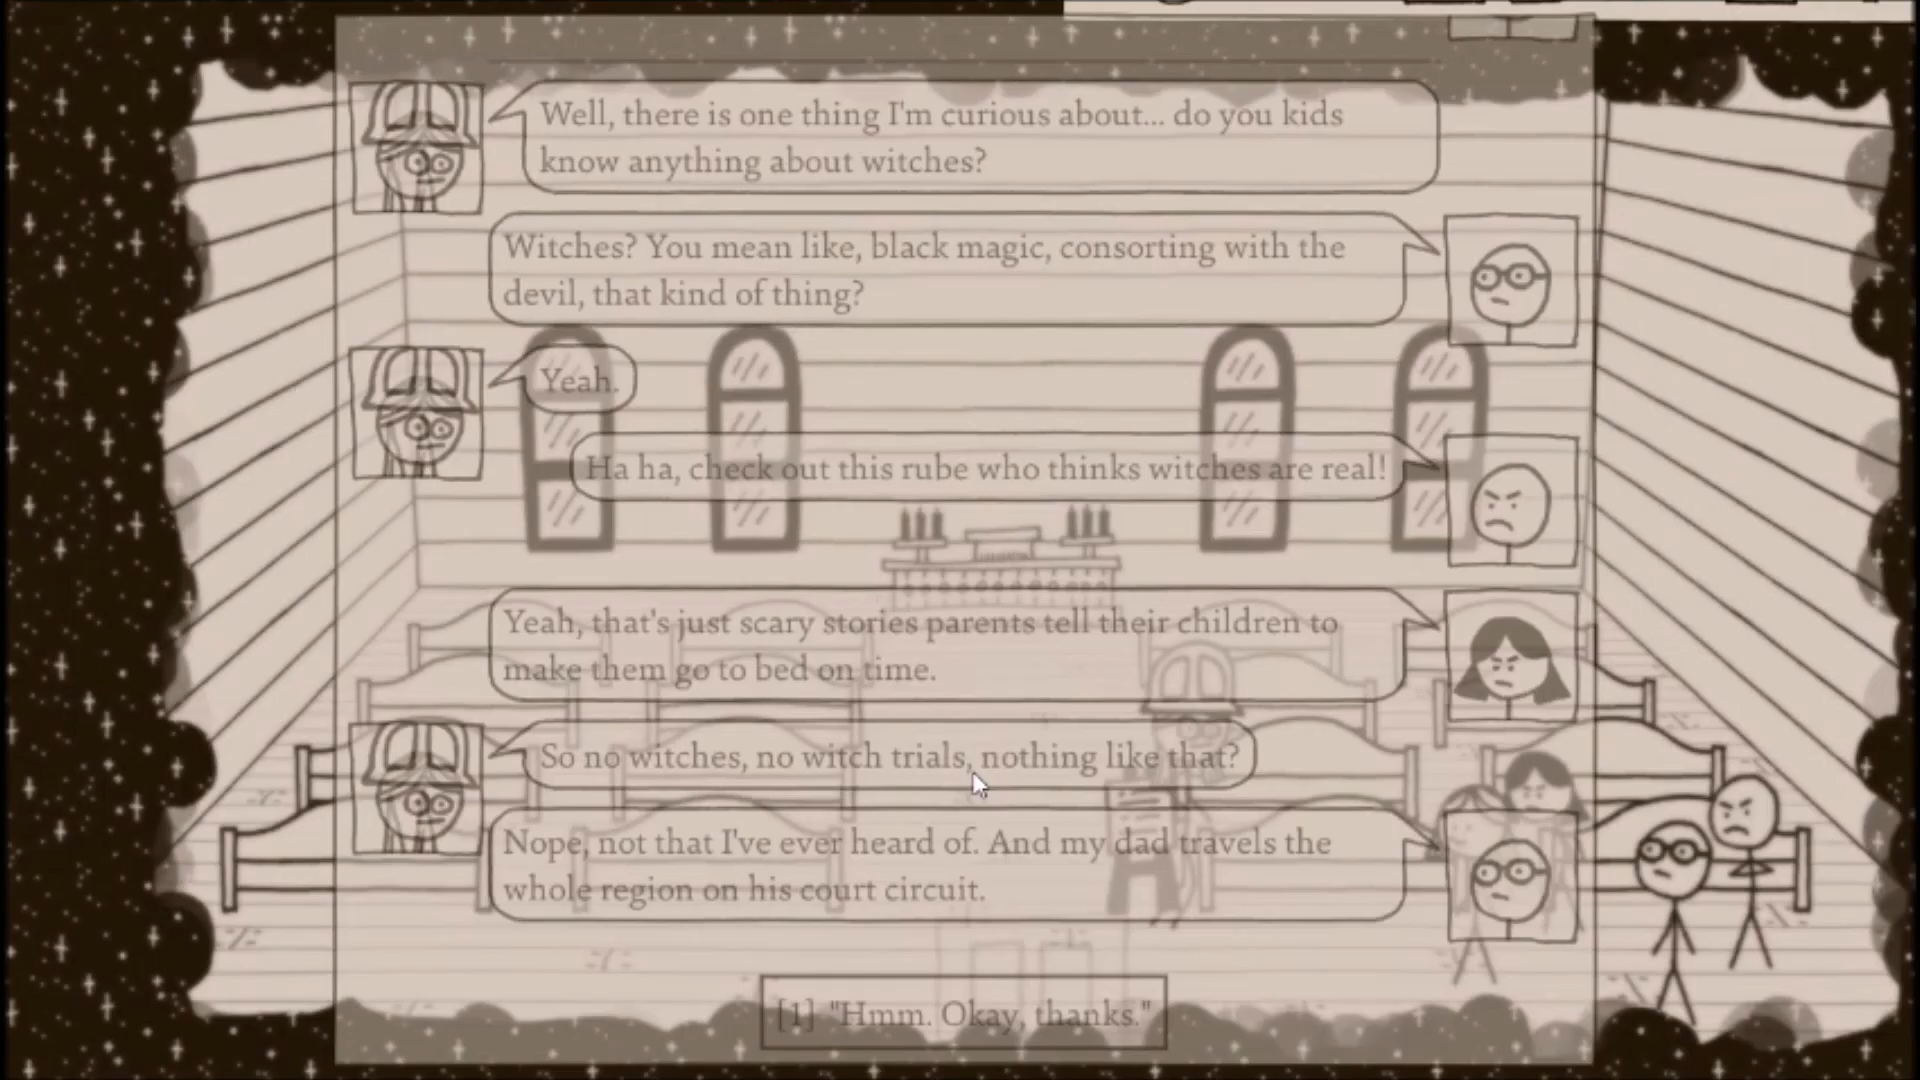 Well, there is one thing I'm curious about... do you kids
know anything about witches?
Witches? You mean like, black magic, consorting with the
devil, that kind of thing?
Yeah.
Ha ha, check out this rube who thinks witches are real!
Yeah, that's just scary stories parents tell their children to
make them go to bed on time.
So no witches, no witch trials, nothing like that?
Nope, not that I've ever heard of. And my dad travels the
whole region on his court circuit.
[1] "Hmm. Okay, thanks."